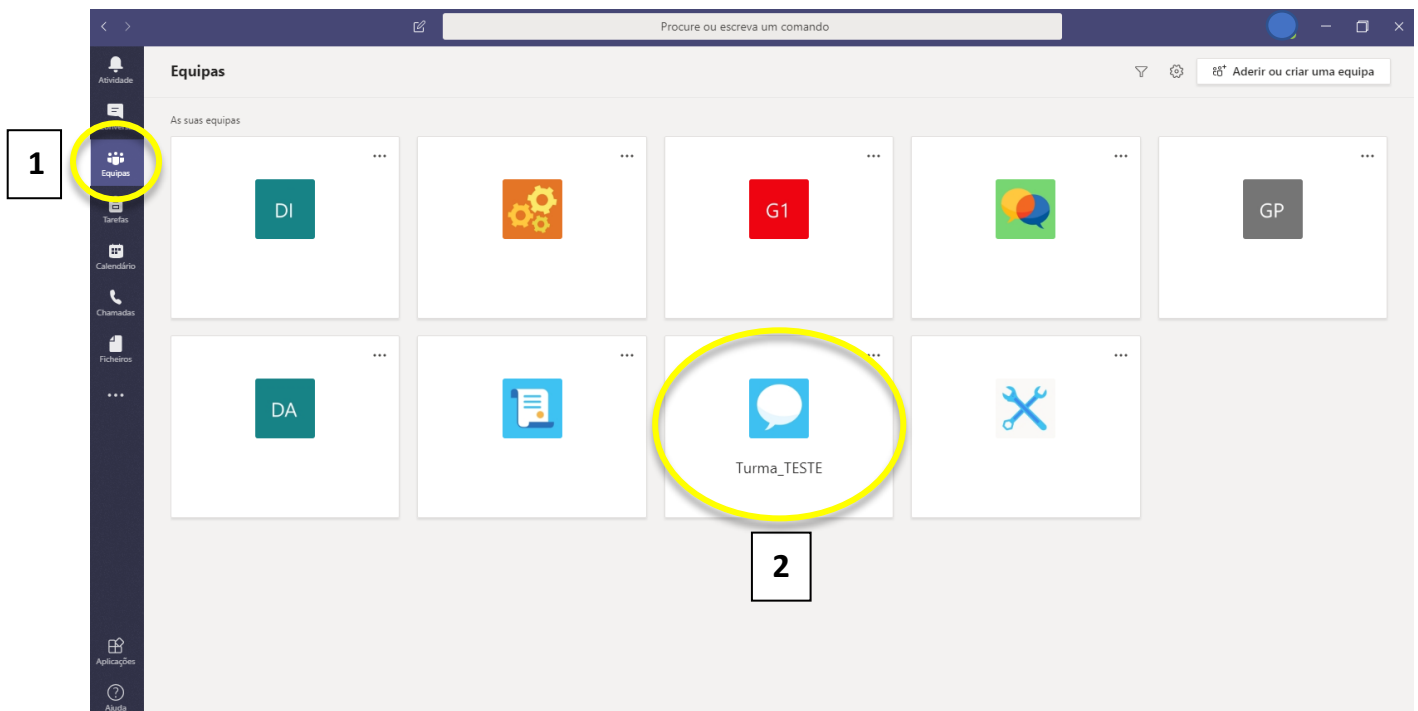 Procure ou escreva um comando
Atividade
Equipas
Aderir ou criar uma equipa
As suas equipas
1
Equipas
DI
G1
GP
Tarefas
Calendário
Chamadas
Ficheiros
DA
Turma_TESTE
2
Aplicações
Ajuda